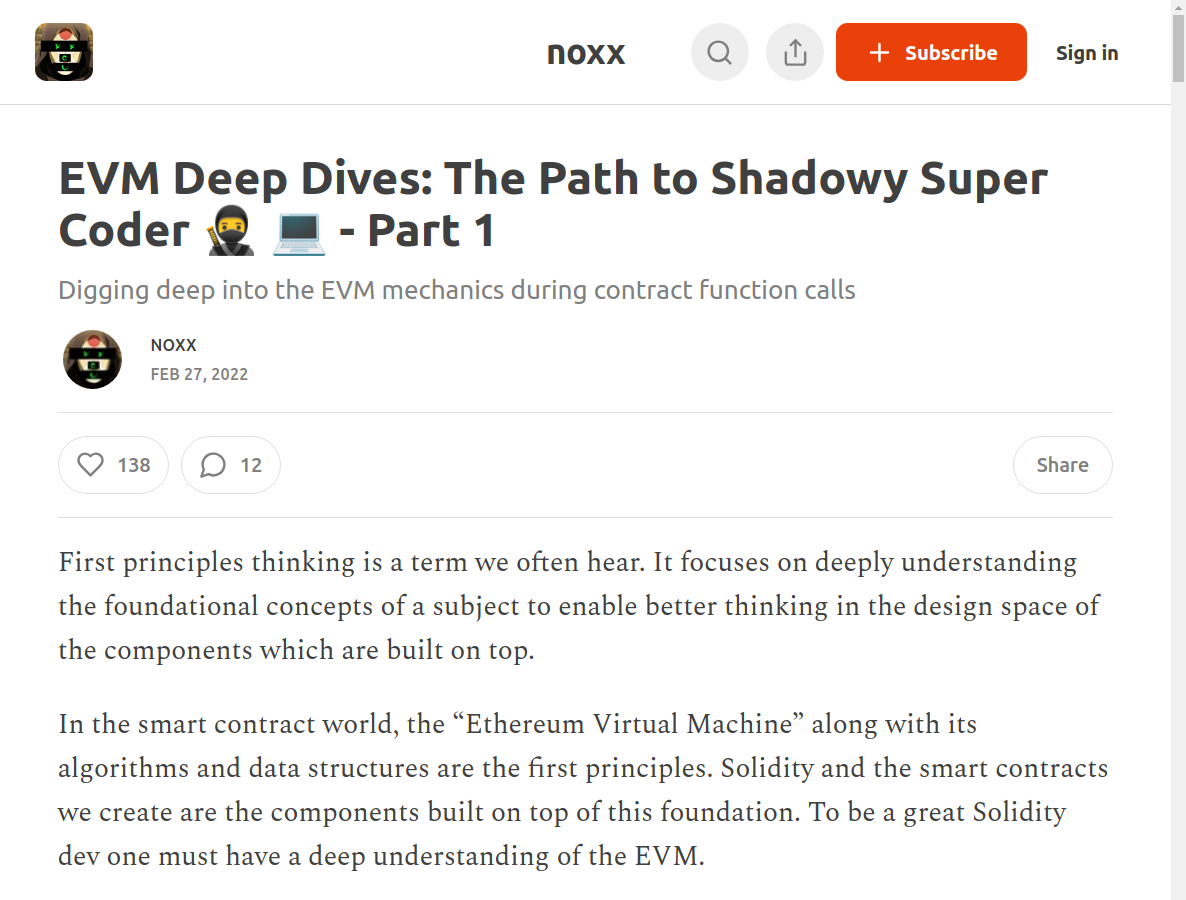 noxx
Subscribe
Sign in
EVM Deep Dives: The Path to Shadowy Super
Coder 🥷 💻 - Part 1
Digging deep into the EVM mechanics during contract function calls
NOXX
FEB 27, 2022
138
12
Share
First principles thinking is a term we often hear. It focuses on deeply understanding
the foundational concepts of a subject to enable better thinking in the design space of
the components which are built on top.
In the smart contract world, the “Ethereum Virtual Machine” along with its
algorithms and data structures are the first principles. Solidity and the smart contracts
we create are the components built on top of this foundation. To be a great Solidity
dev one must have a deep understanding of the EVM.